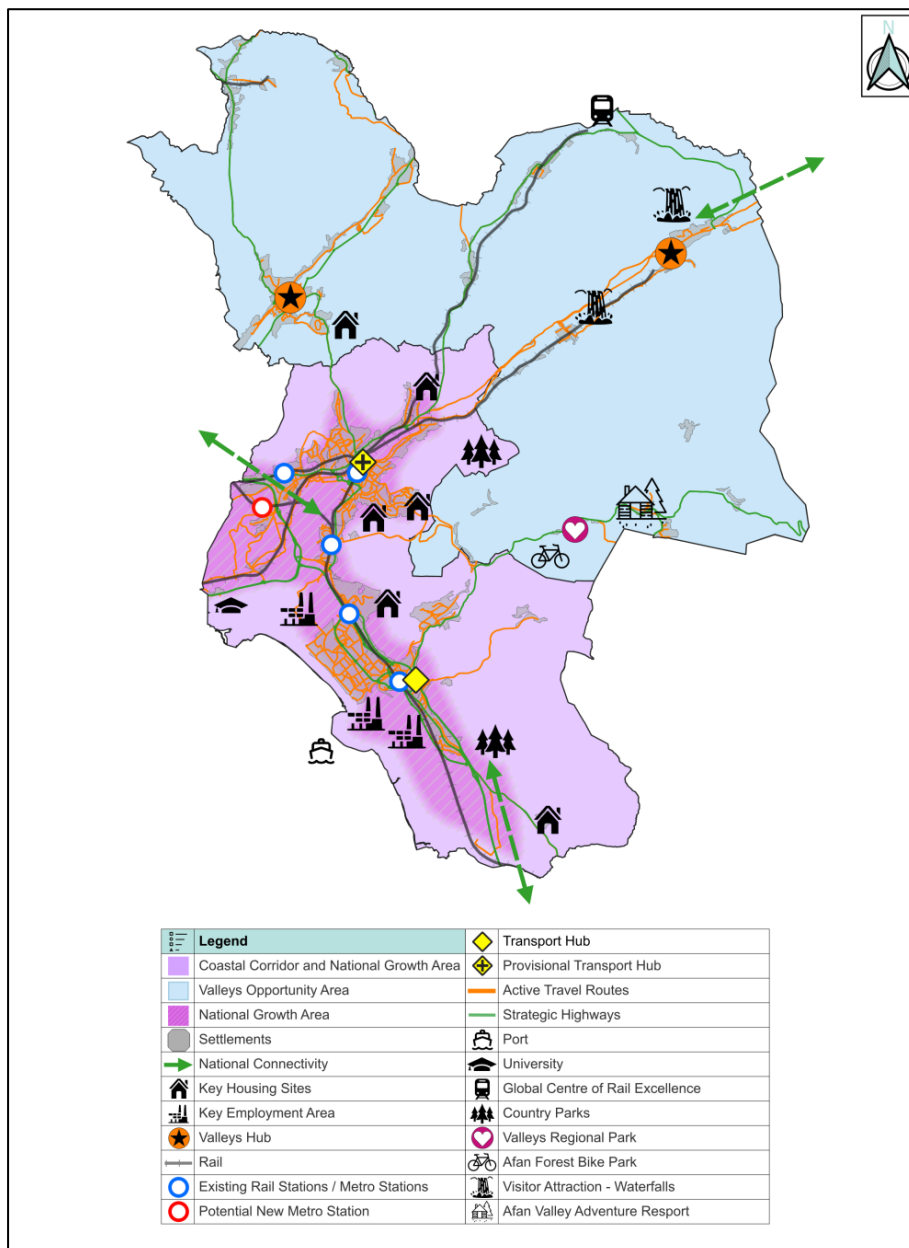 N
Legend
Transport Hub
Coastal Corridor and National Growth Area
Provisional Transport Hub
Valleys Opportunity Area
Active Travel Routes
National Growth Area
Strategic Highways
Settlements
Port
National Connectivity
University
Key Housing Sites
Global Centre of Rail Excellence
Key Employment Area
Country Parks
Valleys Hub
Valleys Regional Park
Rail
Afan Forest Bike Park
Existing Rail Stations / Metro Stations
Visitor Attraction - Waterfalls
Potential New Metro Station
Afan Valley Adventure Resport